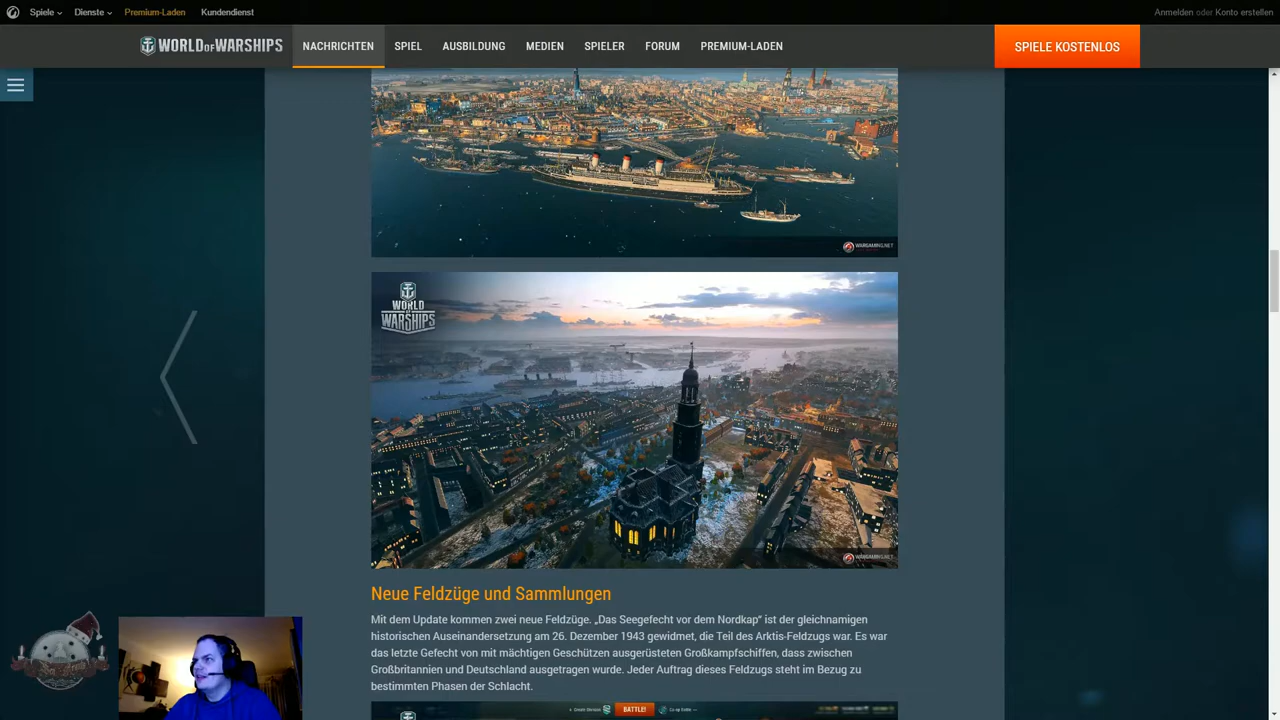 Spiele
Dienste
Premium-Laden
Kundendienst
Anmelden oder Konto erstellen
WORLD OF WARSHIPS
NACHRICHTEN
SPIEL
AUSBILDUNG
MEDIEN
SPIELER
FORUM
PREMIUM-LADEN
SPIELE KOSTENLOS
WARGAMING.NET
WORLD
OF
WARSHIPS
WARGAMING.NET
Neue Feldzüge und Sammlungen
Mit dem Update kommen zwei neue Feldzüge. „Das Seegefecht vor dem Nordkap“ ist der gleichnamigen
historischen Auseinandersetzung am 26. Dezember 1943 gewidmet, die Teil des Arktis-Feldzugs war. Es war
das letzte Gefecht von mit mächtigen Geschützen ausgerüsteten Großkampfschiffen, dass zwischen
Großbritannien und Deutschland ausgetragen wurde. Jeder Auftrag dieses Feldzugs steht im Bezug zu
bestimmten Phasen der Schlacht.
BATTLE!